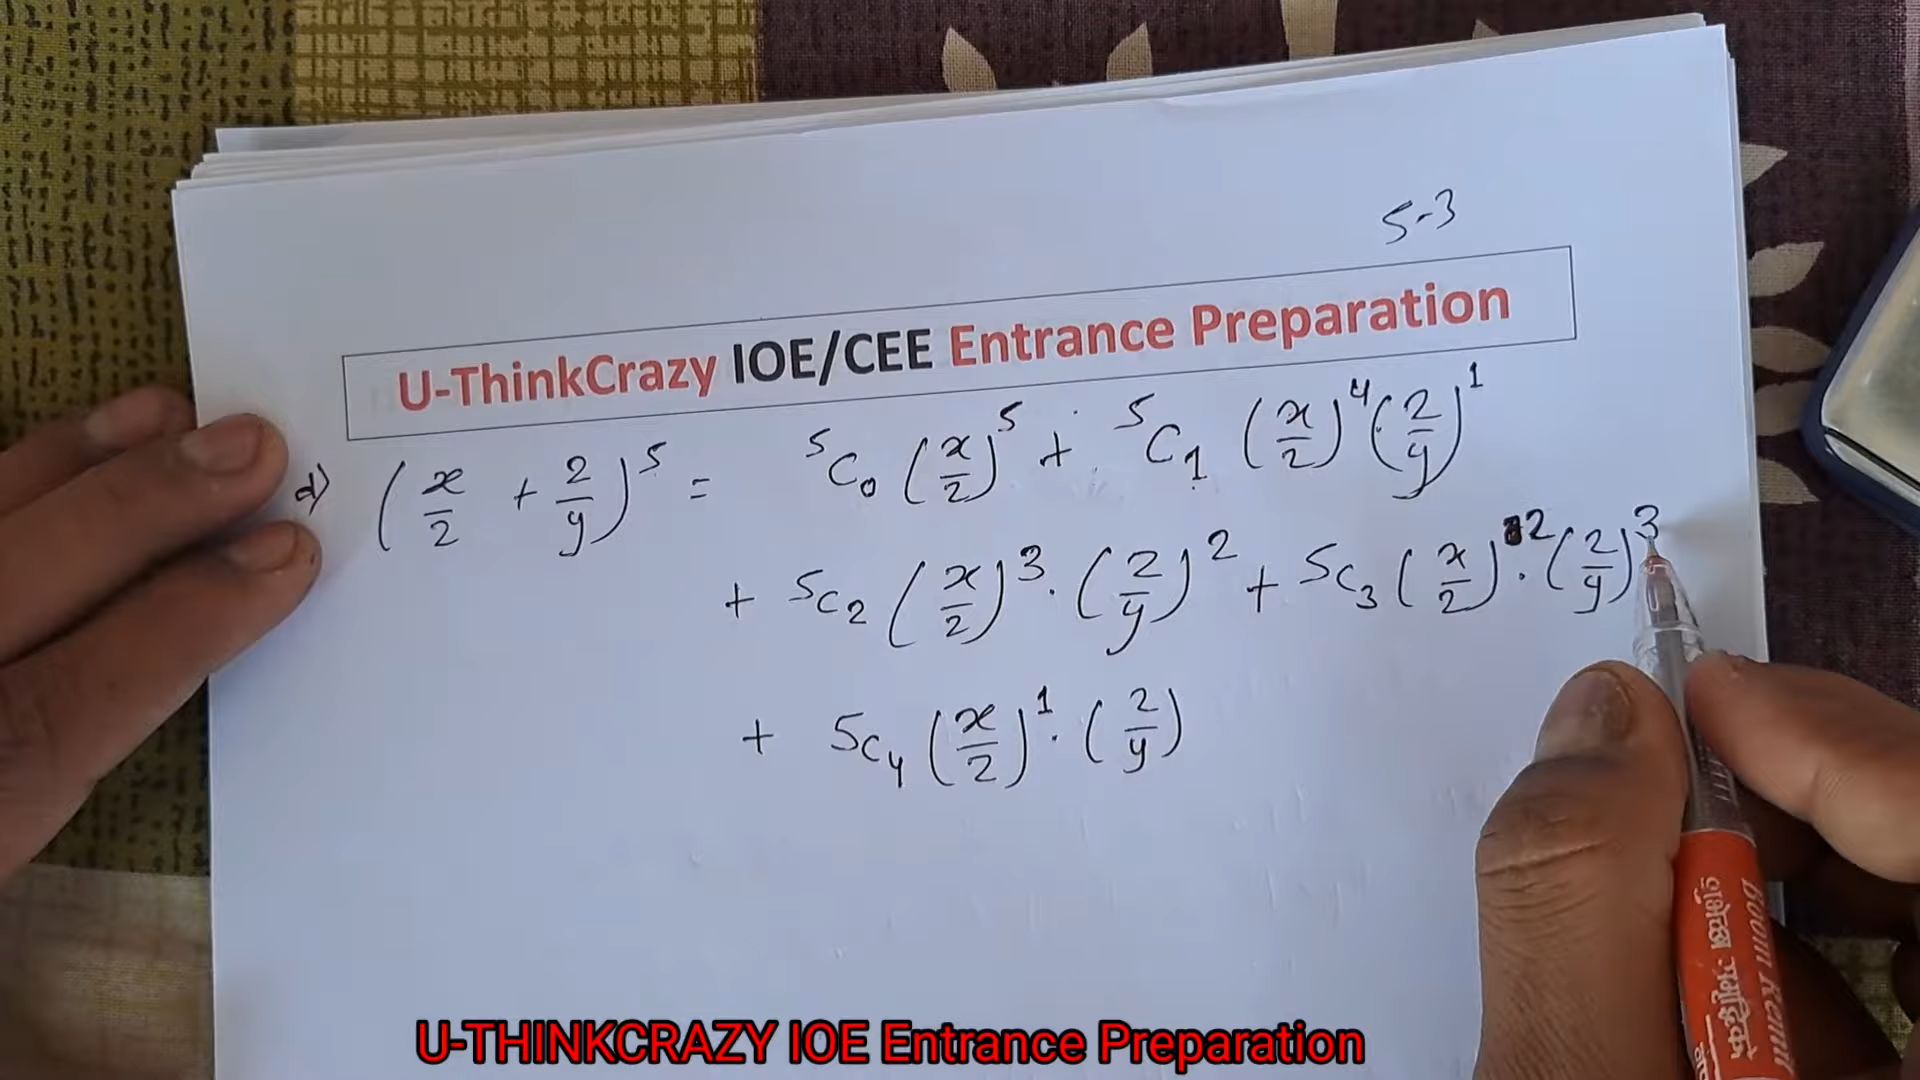 5-3
U-ThinkCrazy IOE/CEE Entrance Preparation
d) (x/2 + 2/y)^5 = ⁵C₀ (x/2)^5 + ⁵C₁ (x/2)^4 (2/y)^1
+ 5C₂ (x/2)^3 · (2/y)^2 + 5C₃ (x/2)^2 · (2/y)^3
+ 5C₄ (x/2)^1 · (2/y)
U-THINKCRAZY IOE Entrance Preparation